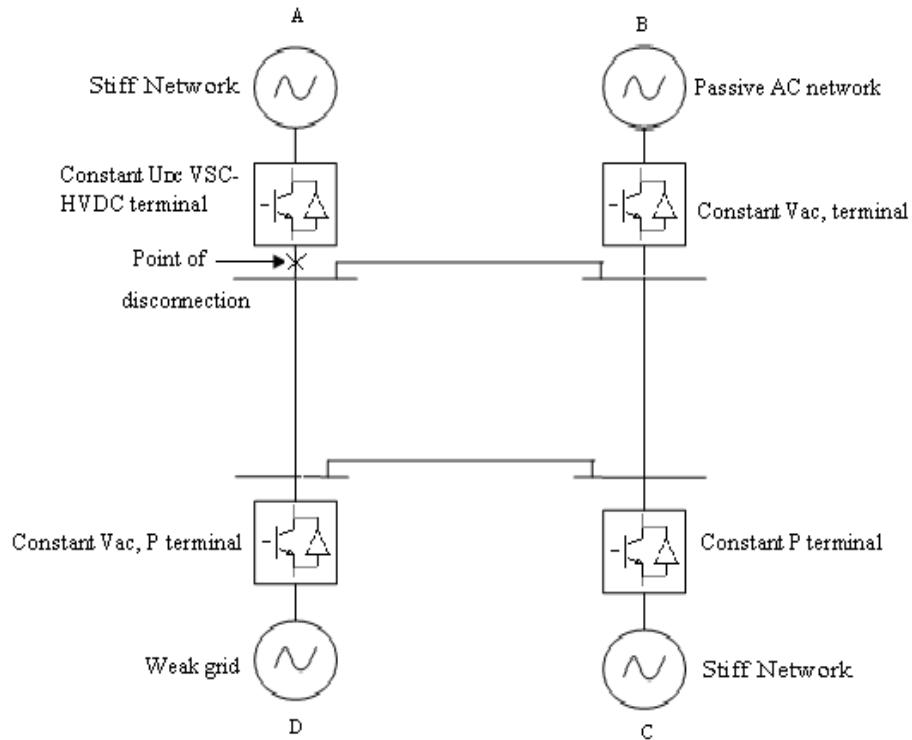 A
B
Stiff Network
Passive AC network
Constant UDC VSC-
HVDC terminal
Constant Vac, terminal
Point of
disconnection
Constant Vac, P terminal
Constant P terminal
Weak grid
Stiff Network
D
C